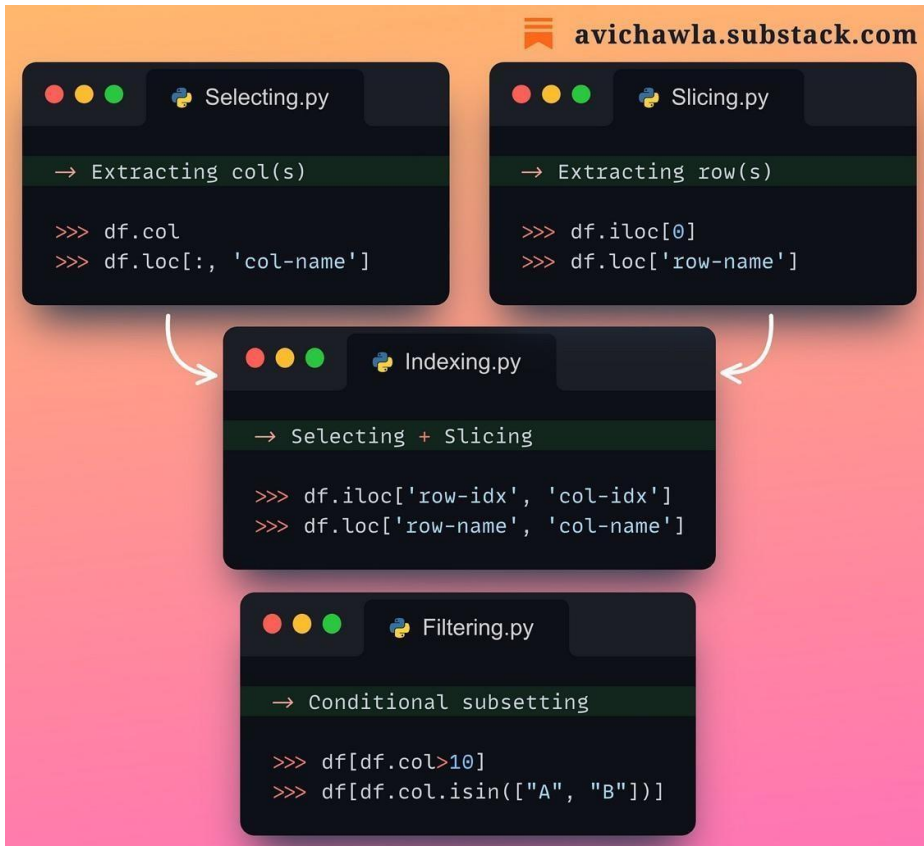 avichawla.substack.com
Selecting.py
→ Extracting col(s)
>>> df.col
>>> df.loc[:, 'col-name']
Slicing.py
→ Extracting row(s)
>>> df.iloc[0]
>>> df.loc['row-name']
Indexing.py
→ Selecting + Slicing
>>> df.iloc['row-idx', 'col-idx']
>>> df.loc['row-name', 'col-name']
Filtering.py
→ Conditional subsetting
>>> df[df.col>10]
>>> df[df.col.isin(["A", "B"])]